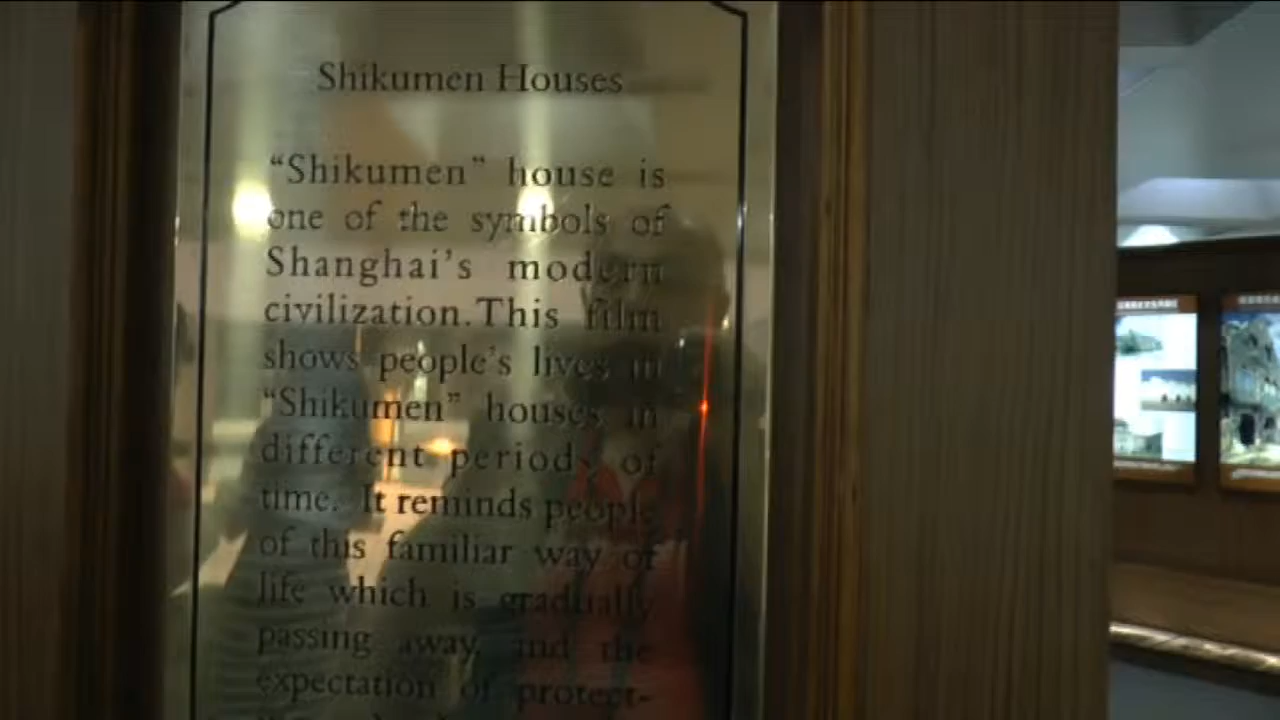 Shikumen Houses
“Shikumen” house is
one of the symbols of
Shanghai’s modern
civilization.This film
shows people’s lives in
“Shikumen” houses in
different periods of
time. It reminds people
of this familiar way of
life which is gradually
passing away, and the
expectation of protect-